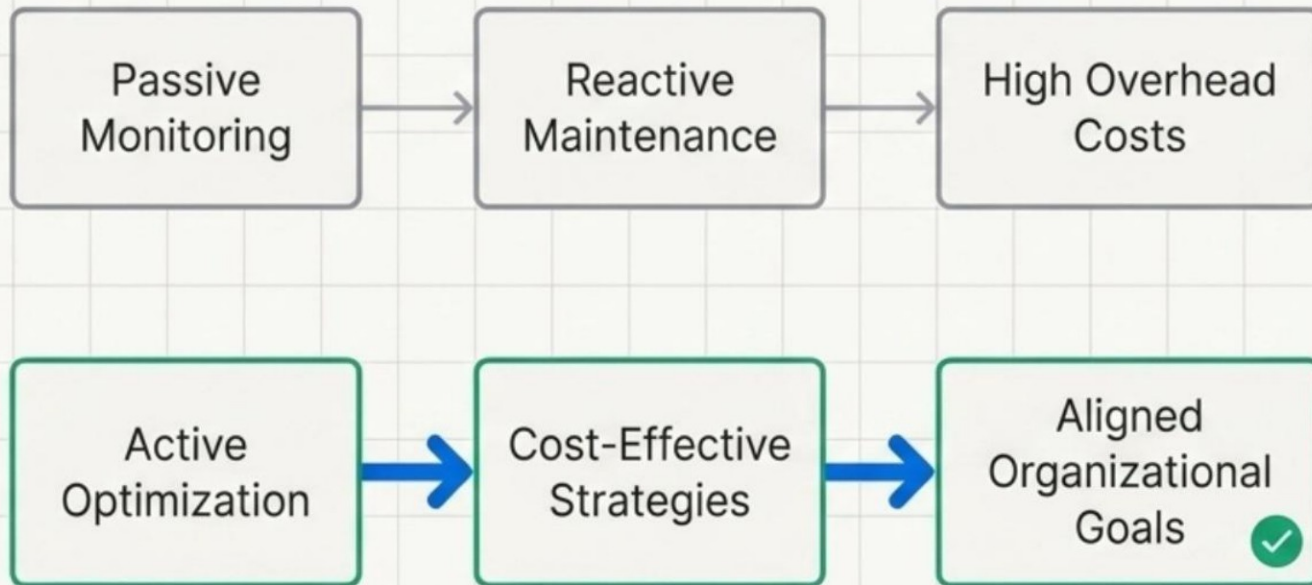 Passive
Monitoring
Reactive
Maintenance
High Overhead
Costs
Active
Optimization
Cost-Effective
Strategies
Aligned
Organizational
Goals